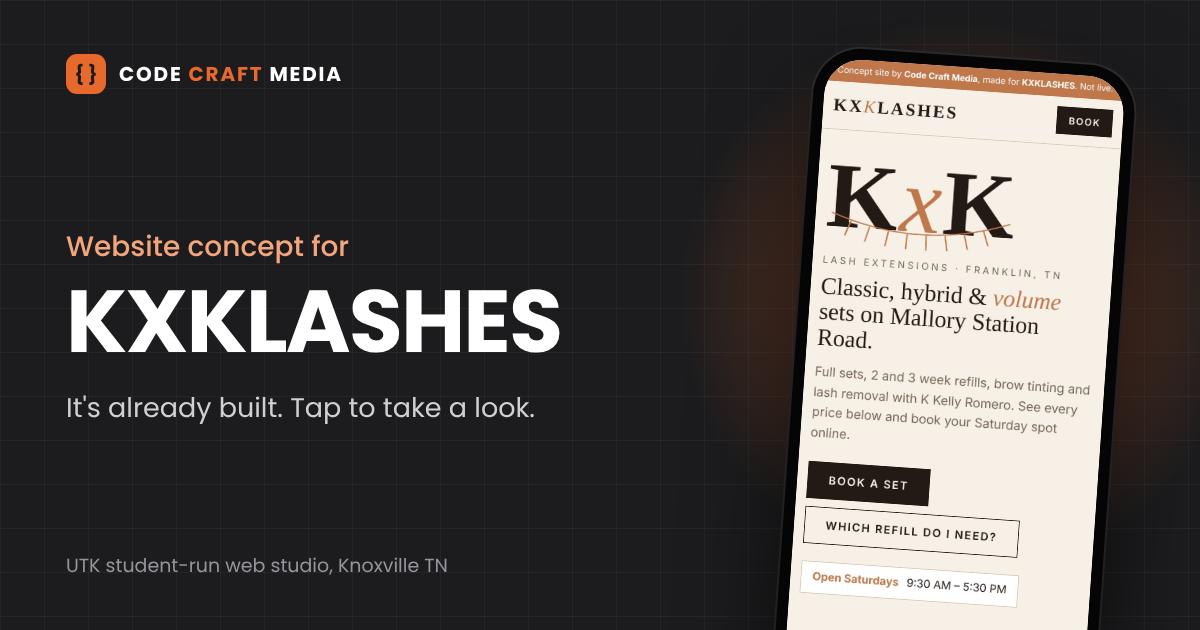 { } CODE CRAFT MEDIA
Website concept for
KXKLASHES
It's already built. Tap to take a look.
UTK student-run web studio, Knoxville TN
Concept site by Code Craft Media, made for KXKLASHES. Not live.
KXKLASHES
BOOK
KxK
LASH EXTENSIONS · FRANKLIN, TN
Classic, hybrid & volume
sets on Mallory Station
Road.
Full sets, 2 and 3 week refills, brow tinting and
lash removal with K Kelly Romero. See every
price below and book your Saturday spot
online.
BOOK A SET
WHICH REFILL DO I NEED?
Open Saturdays 9:30 AM – 5:30 PM